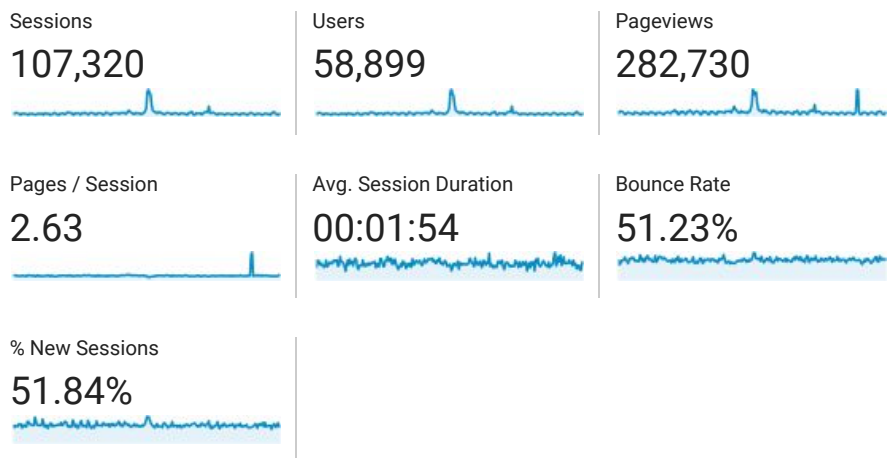 Sessions
107,320
Users
58,899
Pageviews
282,730
Pages / Session
2.63
Avg. Session Duration
00:01:54
Bounce Rate
51.23%
% New Sessions
51.84%